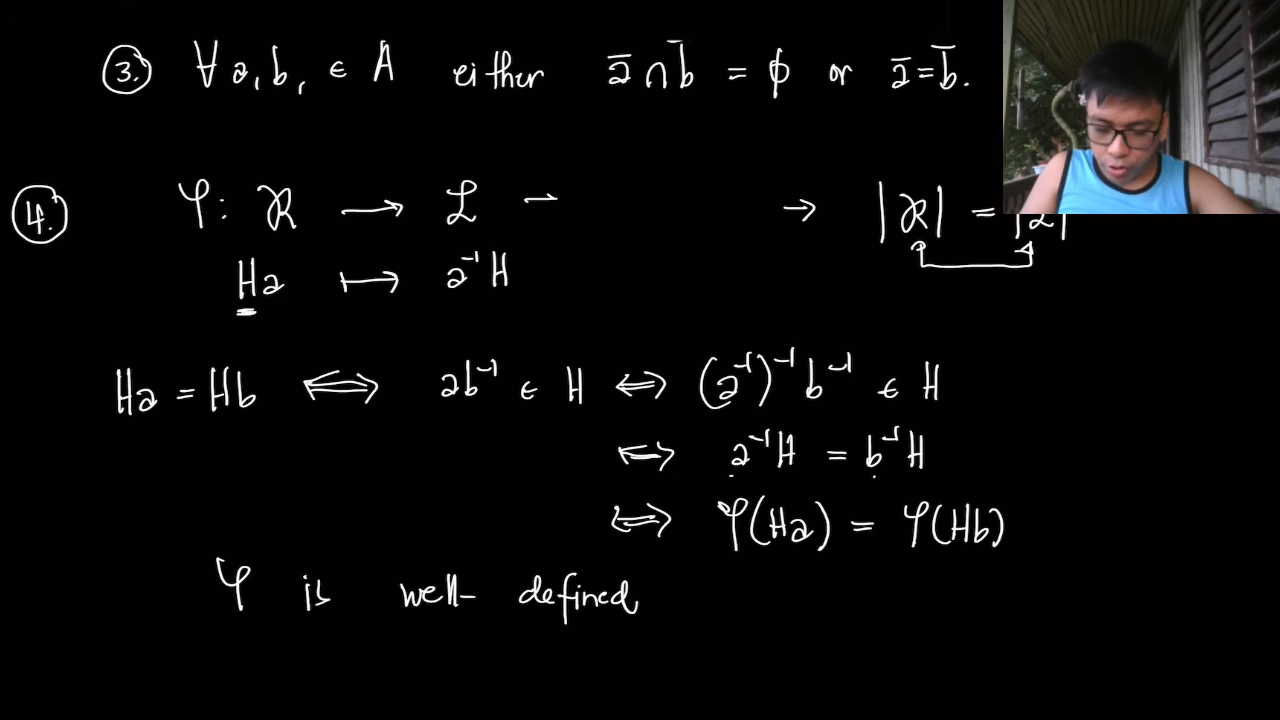 ③ ∀ a, b, ∈ A either ā ∩ b̄ = ϕ or ā = b̄.
④ φ: ℛ → ℒ → → |ℛ| = |ℒ|
Ha ↦ a⁻¹H
Ha = Hb ⟺ ab⁻¹ ∈ H ⟺ (a⁻¹)⁻¹ b⁻¹ ∈ H
⟺ a⁻¹H = b⁻¹H
⟺ φ(Ha) = φ(Hb)
φ is well-defined